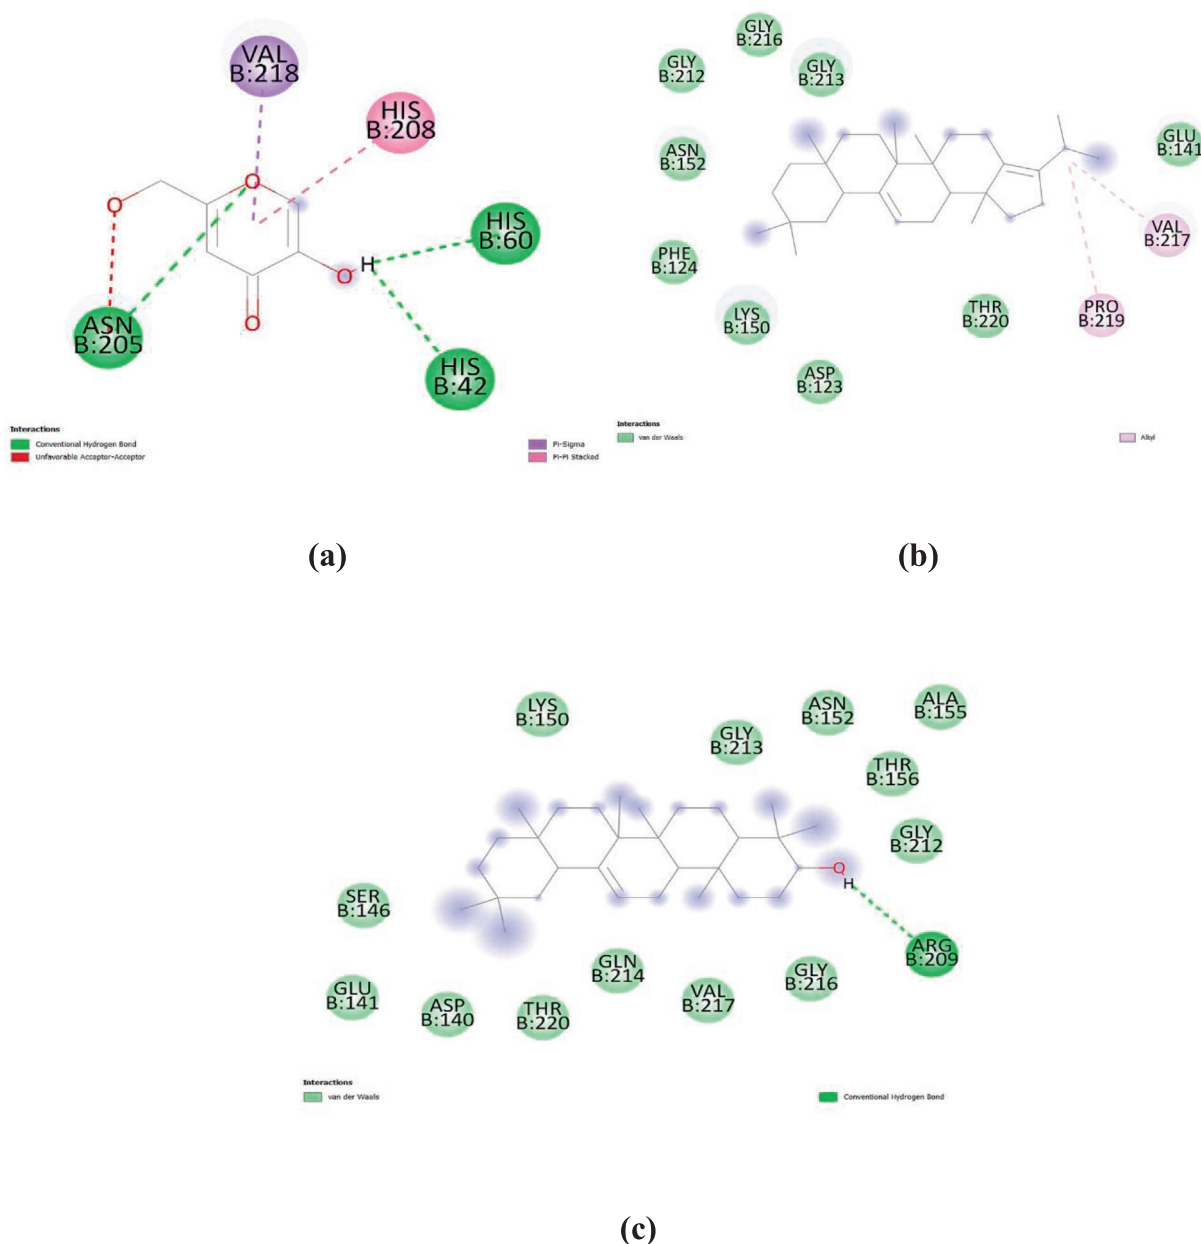 VAL
B:218
HIS
B:208
O
O
HIS
B:60
H
O
O
ASN
B:205
HIS
B:42
Interactions
Conventional Hydrogen Bond
Unfavorable Acceptor-Acceptor
Pi-Sigma
Pi-Pi Stacked
(a)
GLY
B:216
GLY
B:212
GLY
B:213
GLU
B:141
ASN
B:152
VAL
B:217
PHE
B:124
LYS
B:150
THR
B:220
PRO
B:219
ASP
B:123
Interactions
van der Waals
Alkyl
(b)
LYS
B:150
GLY
B:213
ASN
B:152
ALA
B:155
THR
B:156
GLY
B:212
O
H
SER
B:146
ARG
B:209
GLU
B:141
ASP
B:140
THR
B:220
GLN
B:214
VAL
B:217
GLY
B:216
Interactions
van der Waals
Conventional Hydrogen Bond
(c)